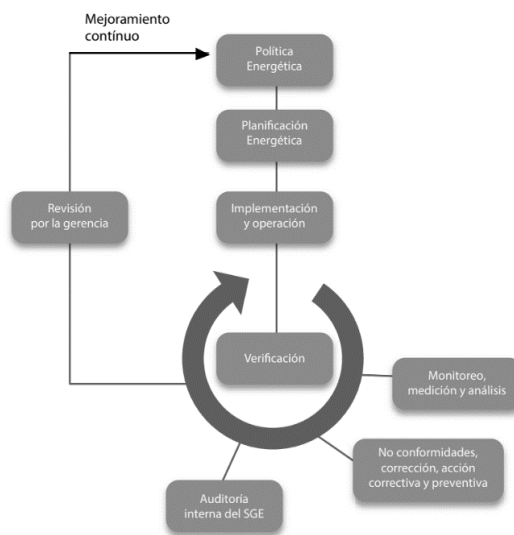 Mejoramiento
contínuo
Política
Energética
Planificación
Energética
Revisión
por la gerencia
Implementación
y operación
Verificación
Monitoreo,
medición y análisis
No conformidades,
corrección, acción
correctiva y preventiva
Auditoría
interna del SGE